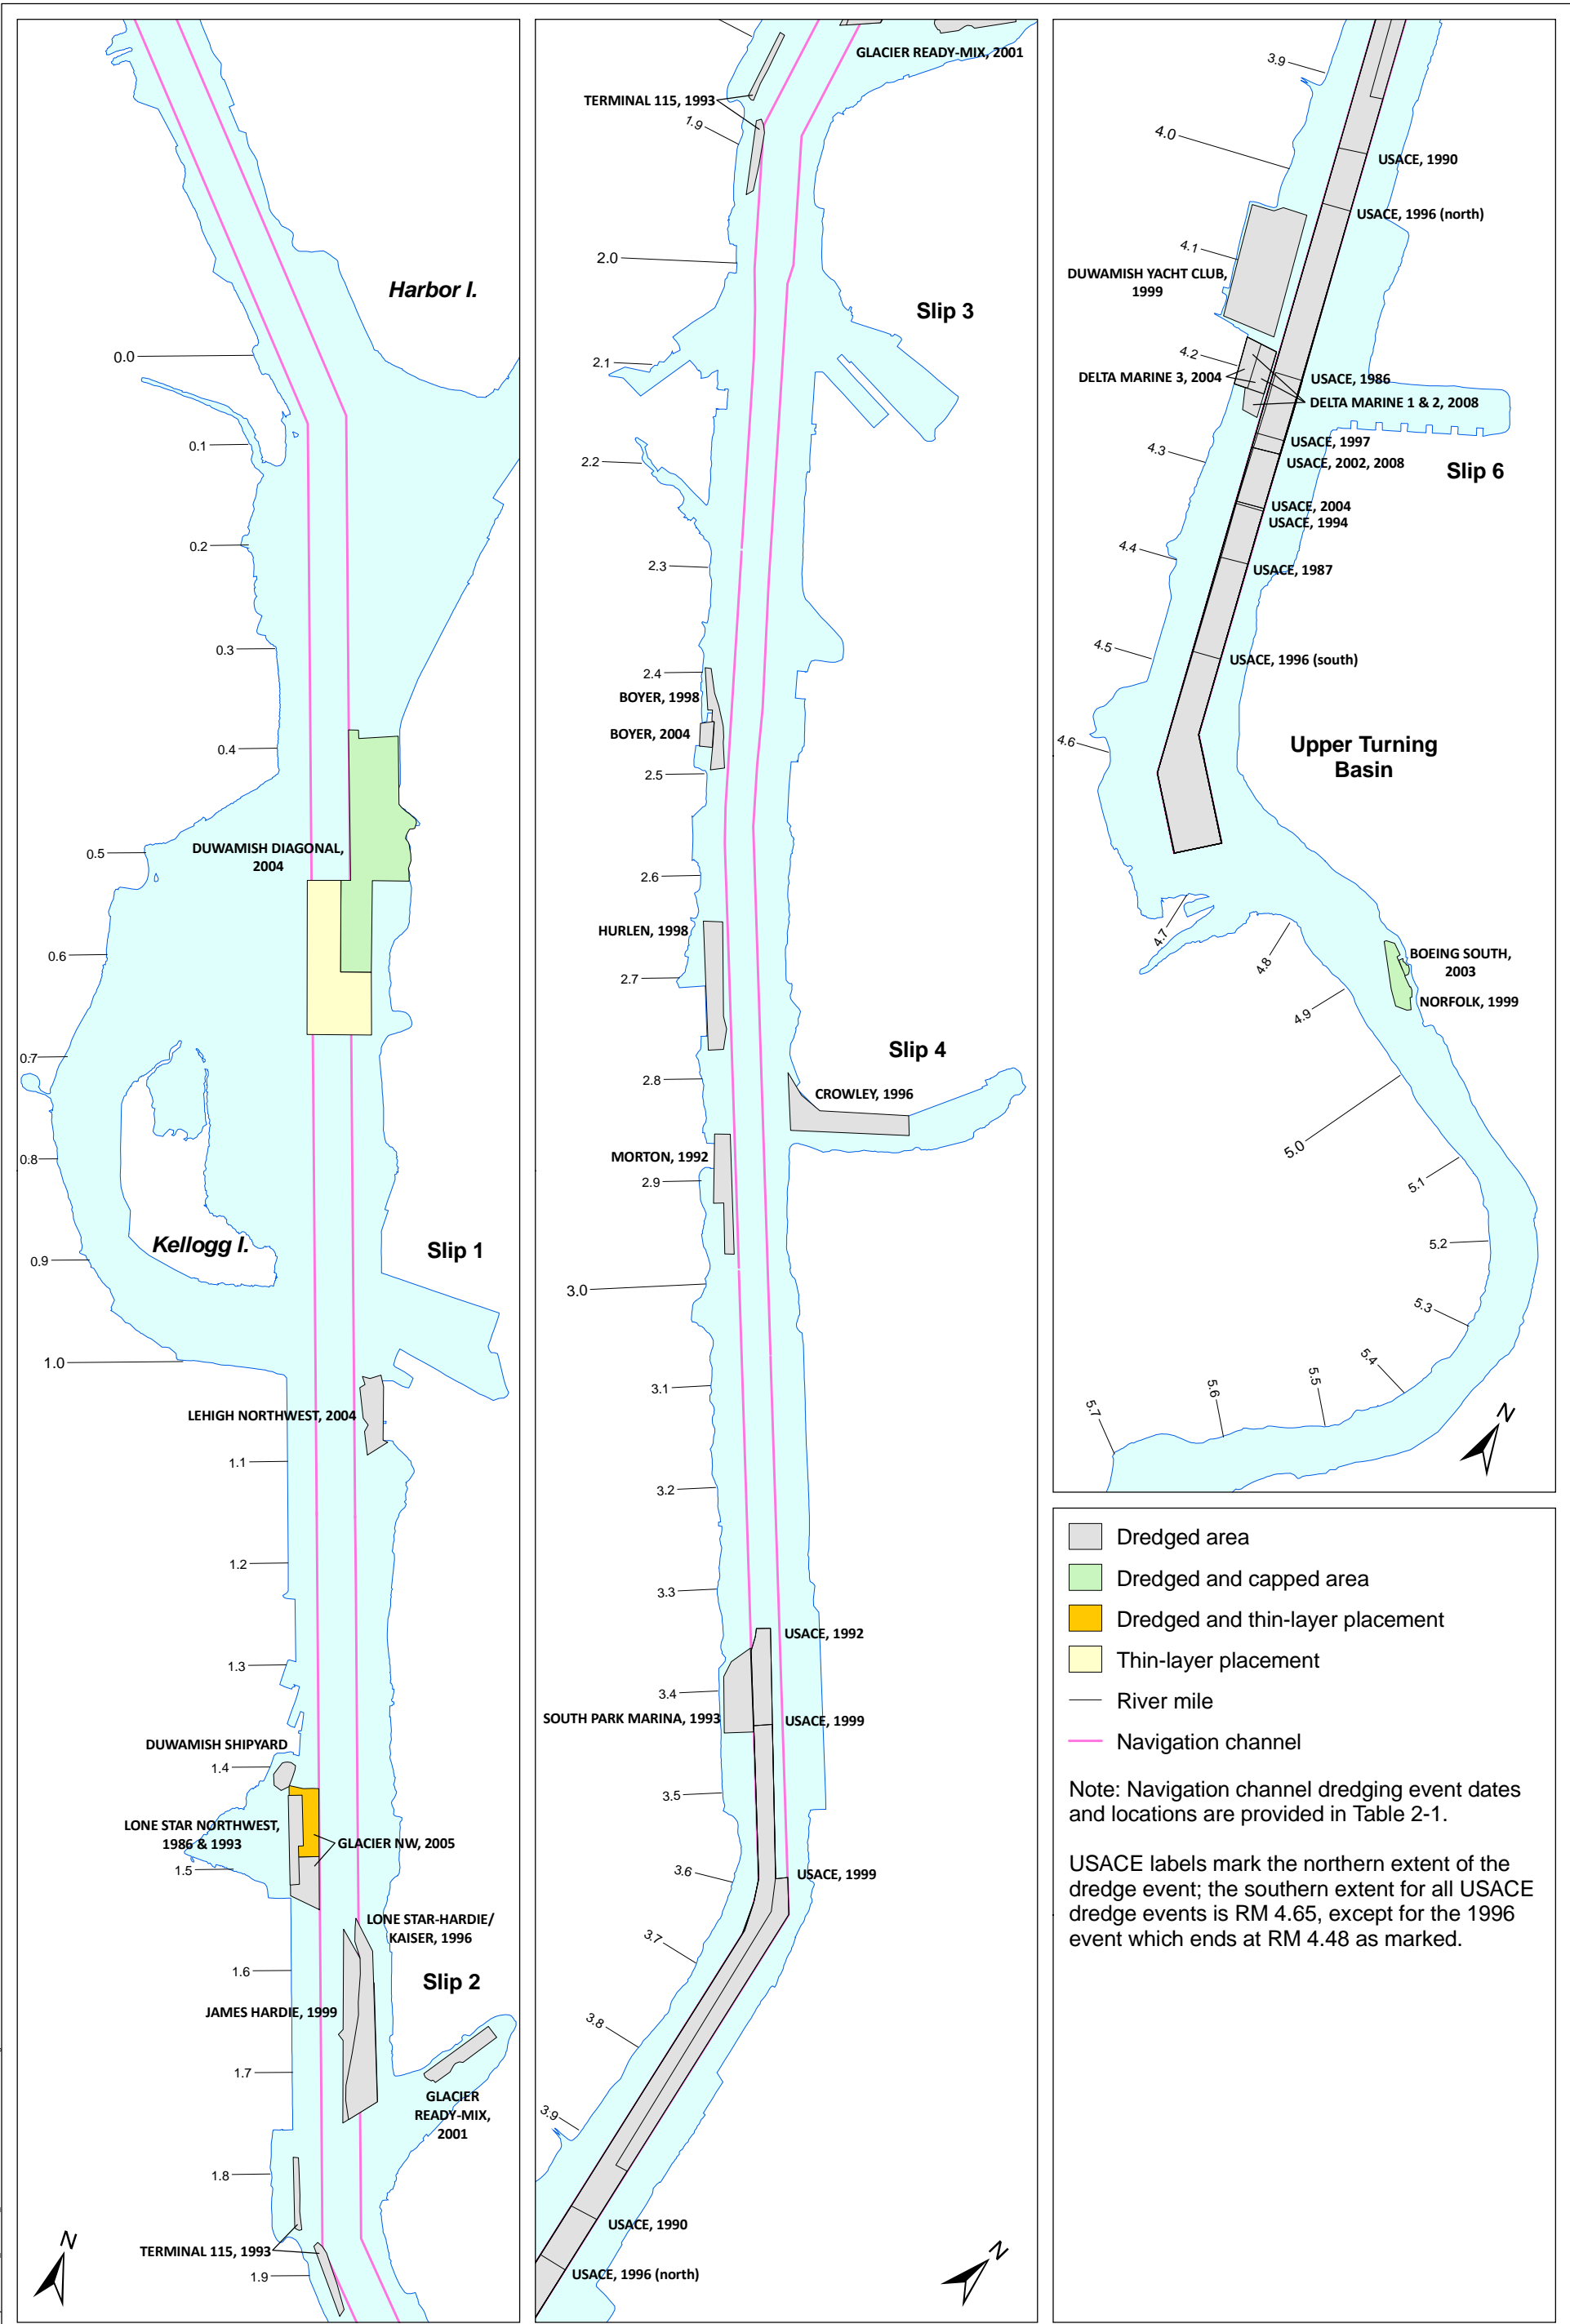 Harbor I.
0.0
0.1
0.2
0.3
0.4
DUWAMISH DIAGONAL,
2004
0.5
0.6
0.7
0.8
Kellogg I.
Slip 1
0.9
1.0
LEHIGH NORTHWEST, 2004
1.1
1.2
1.3
DUWAMISH SHIPYARD
1.4
LONE STAR NORTHWEST,
1986 & 1993
GLACIER NW, 2005
1.5
LONE STAR-HARDIE/
KAISER, 1996
1.6
Slip 2
JAMES HARDIE, 1999
1.7
GLACIER
READY-MIX,
2001
1.8
TERMINAL 115, 1993
1.9
N
GLACIER READY-MIX, 2001
TERMINAL 115, 1993
1.9
2.0
Slip 3
2.1
2.2
2.3
2.4
BOYER, 1998
BOYER, 2004
2.5
2.6
HURLEN, 1998
2.7
Slip 4
2.8
CROWLEY, 1996
MORTON, 1992
2.9
3.0
3.1
3.2
3.3
USACE, 1992
3.4
SOUTH PARK MARINA, 1993
USACE, 1999
3.5
3.6
USACE, 1999
3.7
3.8
3.9
USACE, 1990
USACE, 1996 (north)
N
3.9
4.0
USACE, 1990
USACE, 1996 (north)
4.1
DUWAMISH YACHT CLUB,
1999
4.2
DELTA MARINE 3, 2004
USACE, 1986
DELTA MARINE 1 & 2, 2008
USACE, 1997
4.3
USACE, 2002, 2008
Slip 6
USACE, 2004
USACE, 1994
4.4
USACE, 1987
4.5
USACE, 1996 (south)
4.6
Upper Turning
Basin
4.7
4.8
BOEING SOUTH,
2003
NORFOLK, 1999
4.9
5.0
5.1
5.2
5.3
5.4
5.5
5.6
5.7
N
Dredged area
Dredged and capped area
Dredged and thin-layer placement
Thin-layer placement
River mile
Navigation channel
Note: Navigation channel dredging event dates
and locations are provided in Table 2-1.
USACE labels mark the northern extent of the
dredge event; the southern extent for all USACE
dredge events is RM 4.65, except for the 1996
event which ends at RM 4.48 as marked.